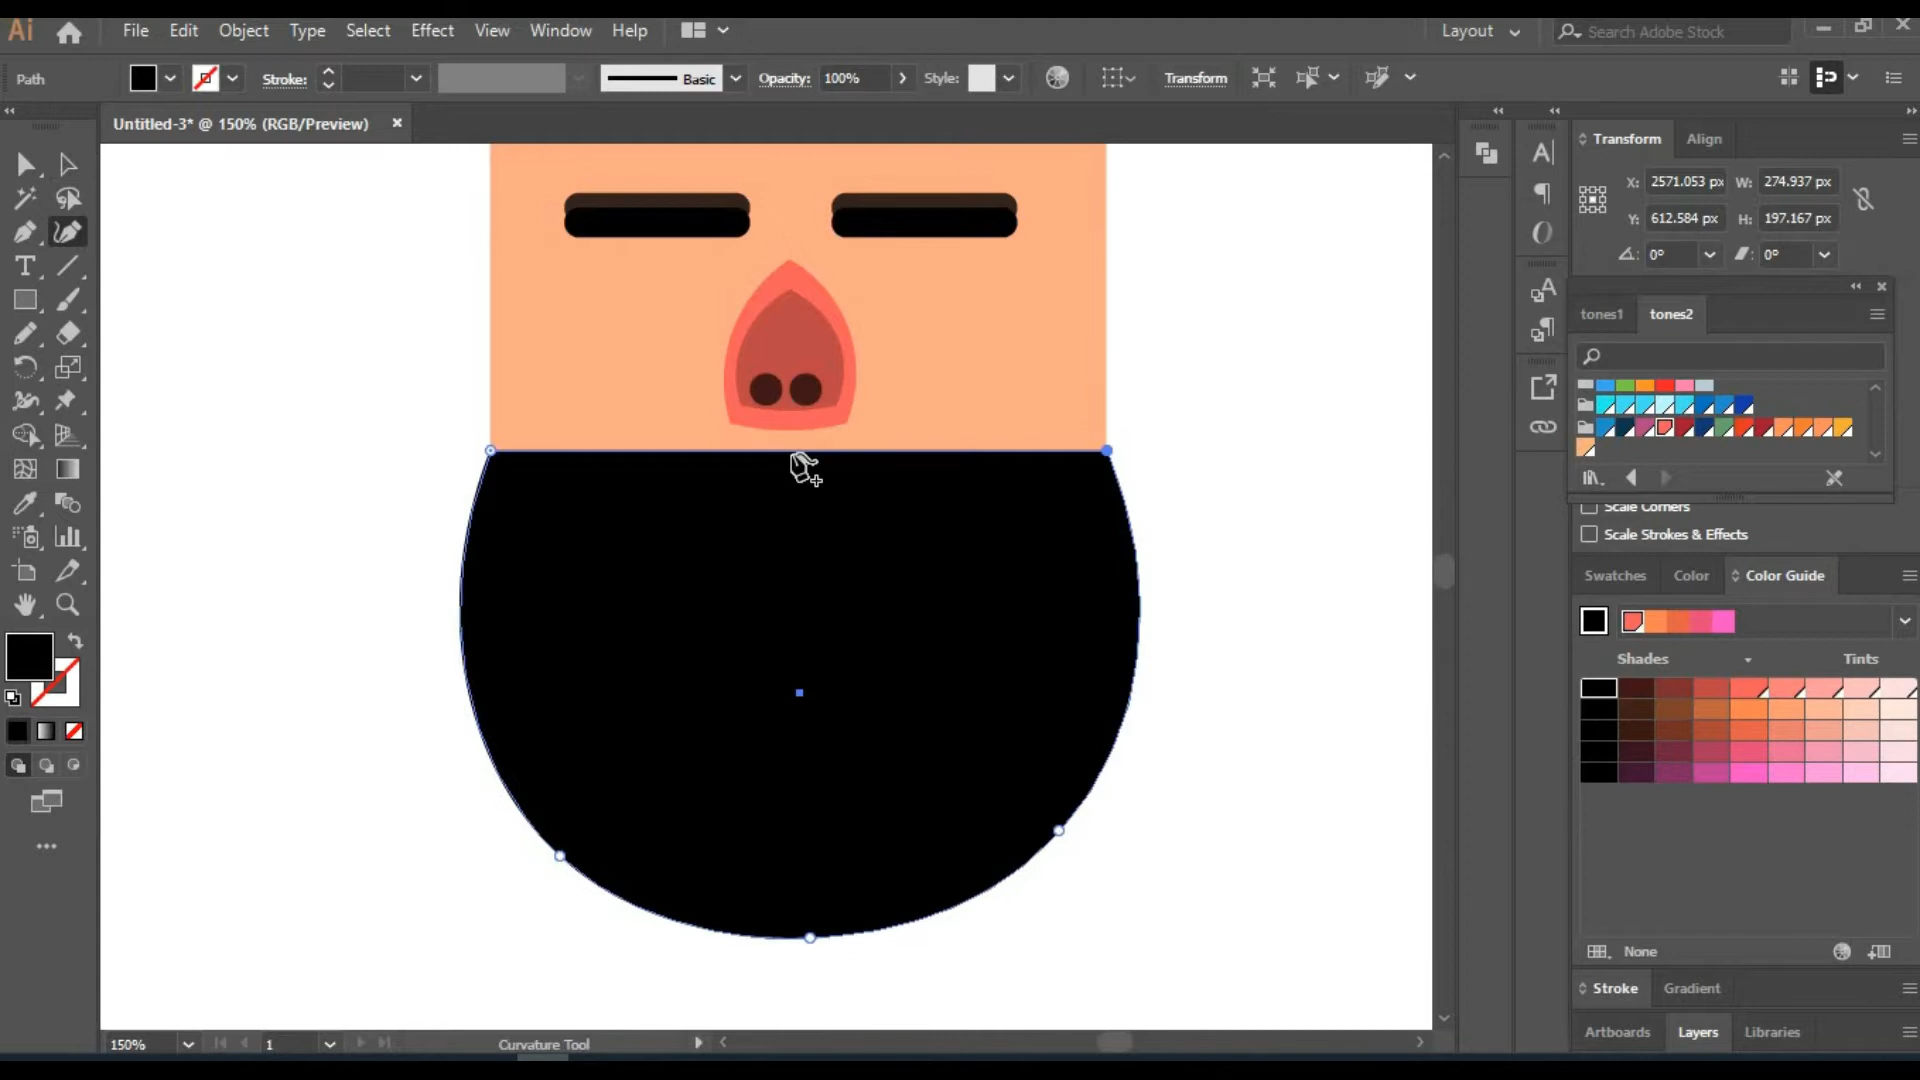 Ai File Edit Object Type Select Effect View Window Help Layout Search Adobe Stock
Path Stroke: Basic Opacity: 100% Style: Transform
Untitled-3* @ 150% (RGB/Preview)
Transform Align
X: 2571.053 px W: 274.937 px
Y: 612.584 px H: 197.167 px
0° 0°
tones1 tones2
Scale Corners
Scale Strokes & Effects
Swatches Color Color Guide
Shades Tints
None
Stroke Gradient
Artboards Layers Libraries
150% 1 Curvature Tool